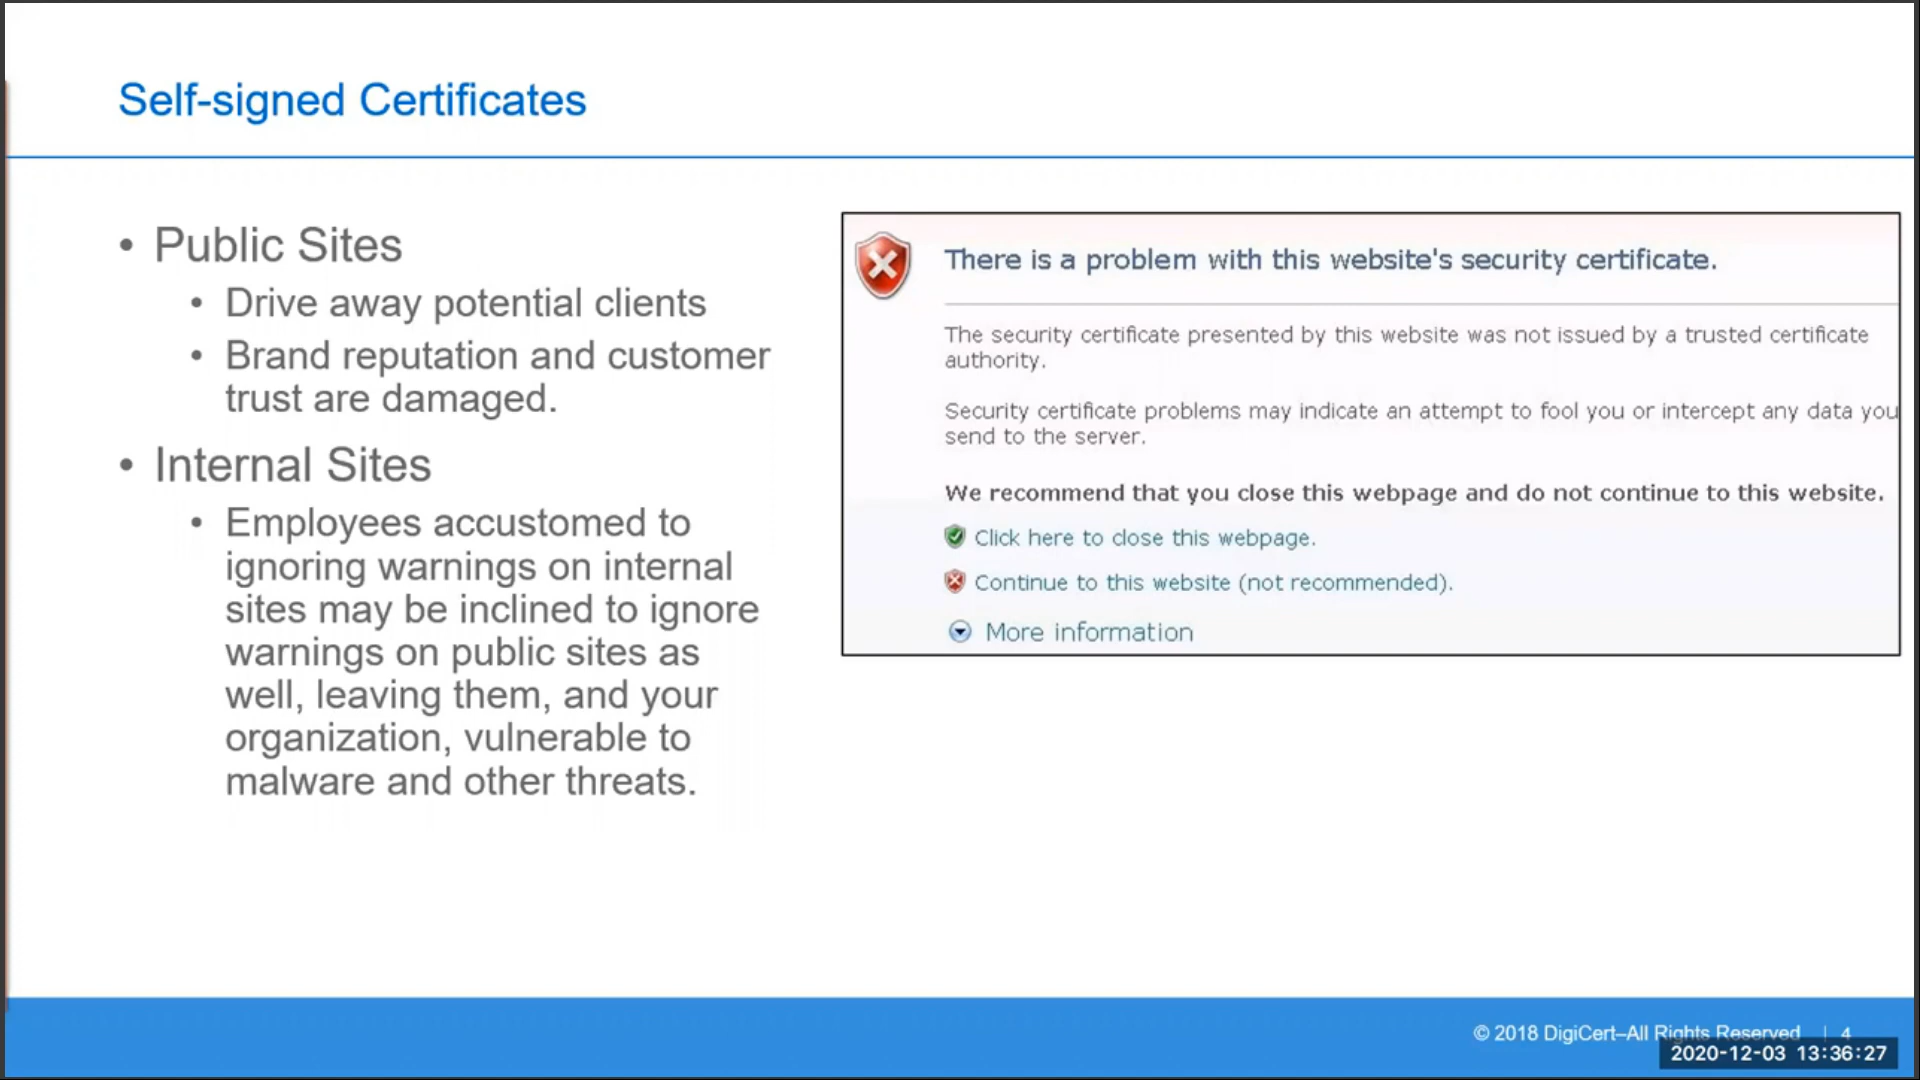 Self-signed Certificates
• Public Sites
• Drive away potential clients
• Brand reputation and customer
trust are damaged.
• Internal Sites
• Employees accustomed to
ignoring warnings on internal
sites may be inclined to ignore
warnings on public sites as
well, leaving them, and your
organization, vulnerable to
malware and other threats.
There is a problem with this website's security certificate.
The security certificate presented by this website was not issued by a trusted certificate
authority.
Security certificate problems may indicate an attempt to fool you or intercept any data you
send to the server.
We recommend that you close this webpage and do not continue to this website.
Click here to close this webpage.
Continue to this website (not recommended).
More information
© 2018 DigiCert–All Rights Reserved | 4
2020-12-03 13:36:27